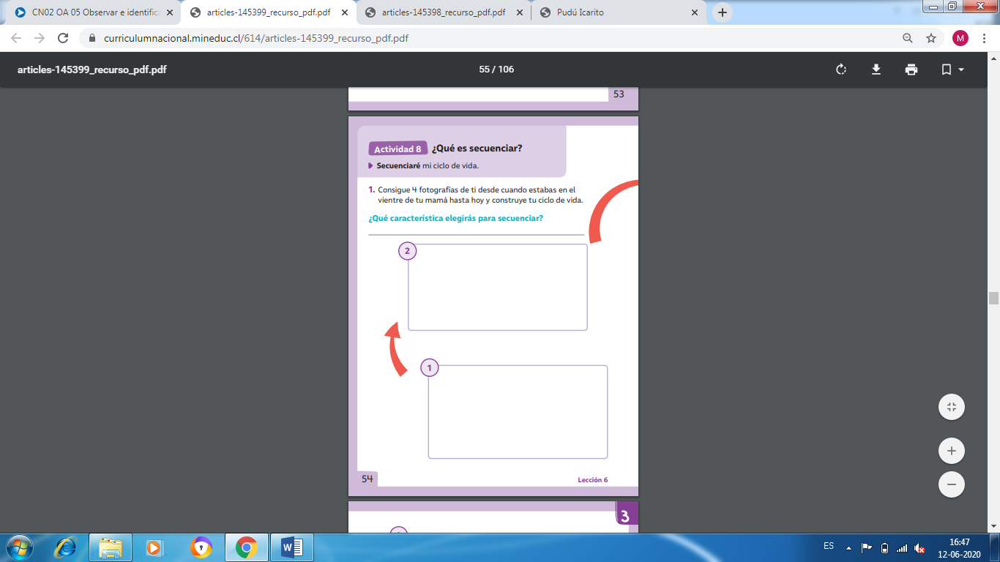 CN02 OA 05 Observar e identifica
articles-145399_recurso_pdf.pdf
articles-145398_recurso_pdf.pdf
Pudú Icarito
curriculumnacional.mineduc.cl/614/articles-145399_recurso_pdf.pdf
M
articles-145399_recurso_pdf.pdf
55 / 106
53
Actividad 8 ¿Qué es secuenciar?
Secuenciaré mi ciclo de vida.
1. Consigue 4 fotografías de ti desde cuando estabas en el
vientre de tu mamá hasta hoy y construye tu ciclo de vida.
¿Qué característica elegirás para secuenciar?
2
1
54
Lección 6
3
ES
16:47
12-06-2020